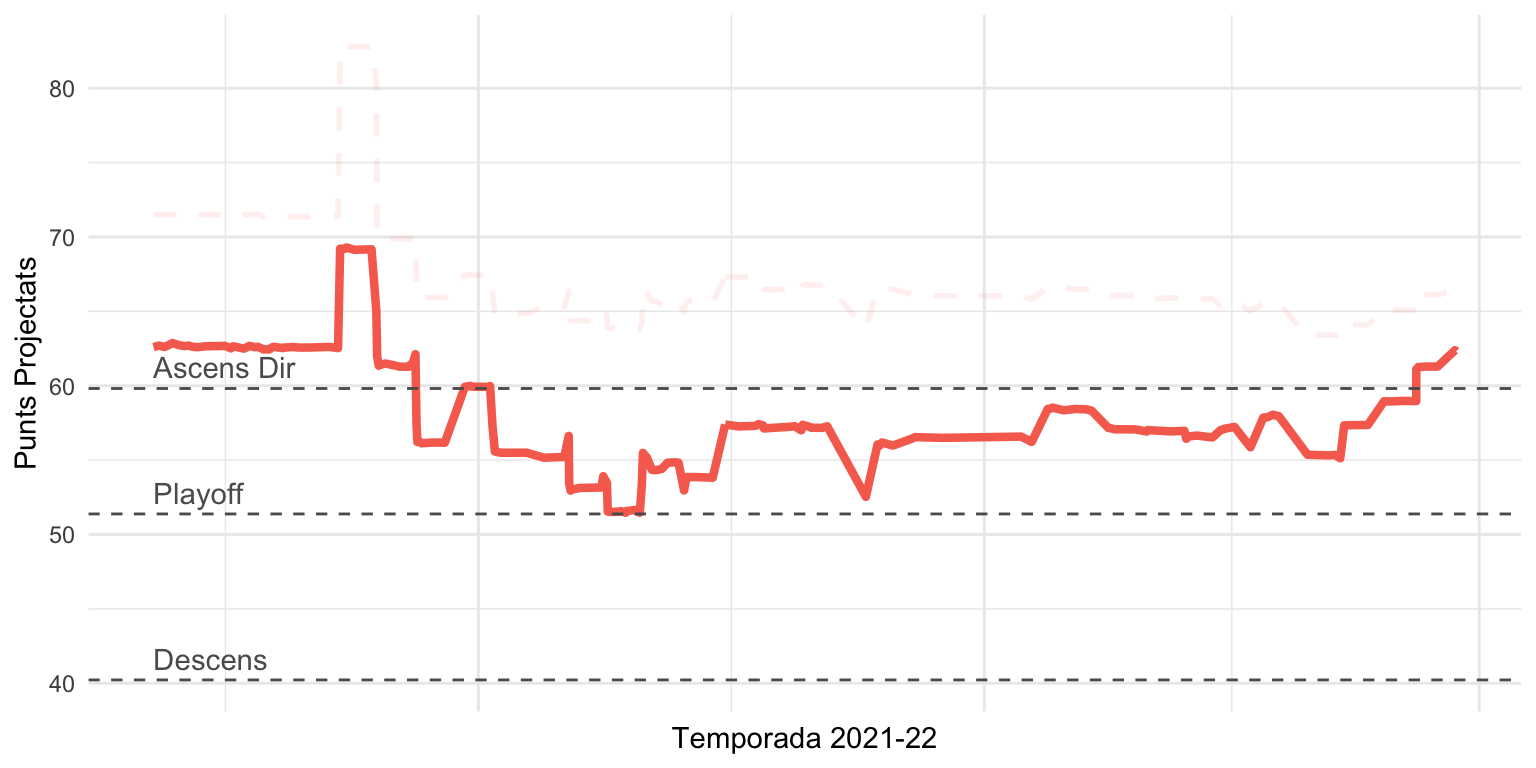 80
70
60
50
40
Punts Projectats
Ascens Dir
Playoff
Descens
Temporada 2021-22